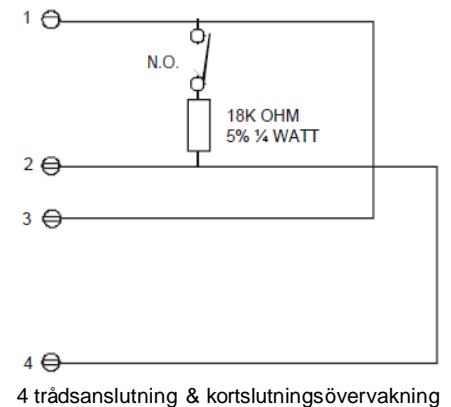 1
N.O.
18K OHM
5% ¼ WATT
2
3
4
4 trådsanslutning & kortslutningsövervakning